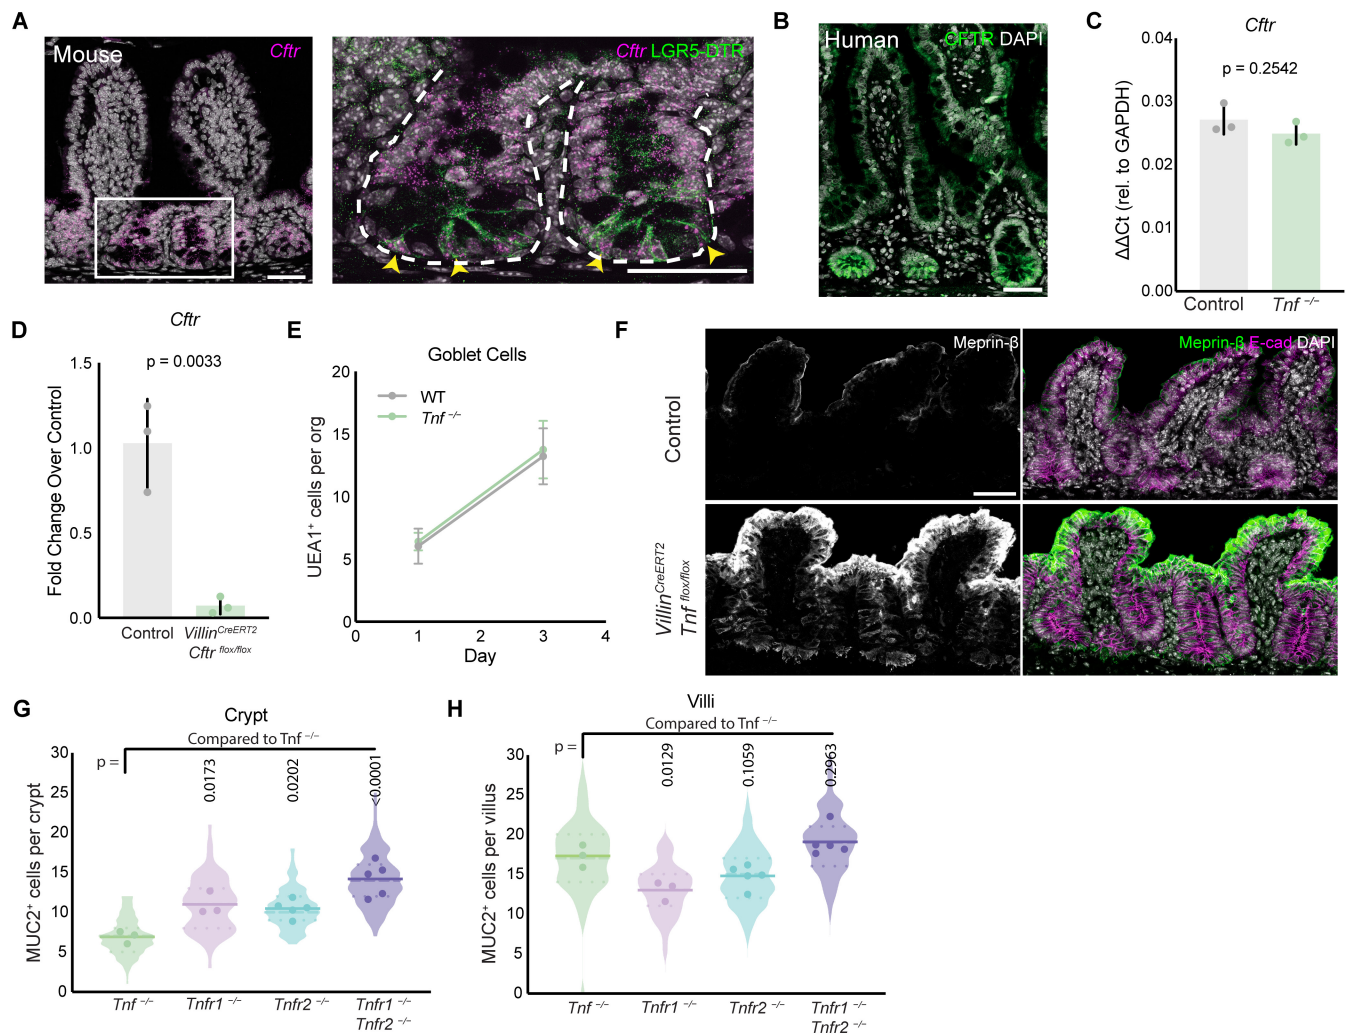 A
Mouse
Cftr
Cftr LGR5-DTR
B
Human
CFTR DAPI
C
Cftr
p = 0.2542
ΔΔCt (rel. to GAPDH)
0.04
0.03
0.02
0.01
0.00
Control
Tnf −/−
D
Cftr
p = 0.0033
Fold Change Over Control
1.5
1.0
0.5
0.0
Control
VillinCreERT2
Cftr flox/flox
E
Goblet Cells
WT
Tnf −/−
UEA1+ cells per org
20
15
10
5
0
0 1 2 3 4
Day
F
Meprin-β
Meprin-β E-cad DAPI
Control
VillinCreERT2
Tnf flox/flox
G
Crypt
Compared to Tnf −/−
p =
0.0173
0.0202
<0.0001
MUC2+ cells per crypt
30
25
20
15
10
5
0
Tnf −/−
Tnfr1 −/−
Tnfr2 −/−
Tnfr1 −/−
Tnfr2 −/−
H
Villi
Compared to Tnf −/−
p =
0.0129
0.1059
0.2963
MUC2+ cells per villus
30
25
20
15
10
5
0
Tnf −/−
Tnfr1 −/−
Tnfr2 −/−
Tnfr1 −/−
Tnfr2 −/−